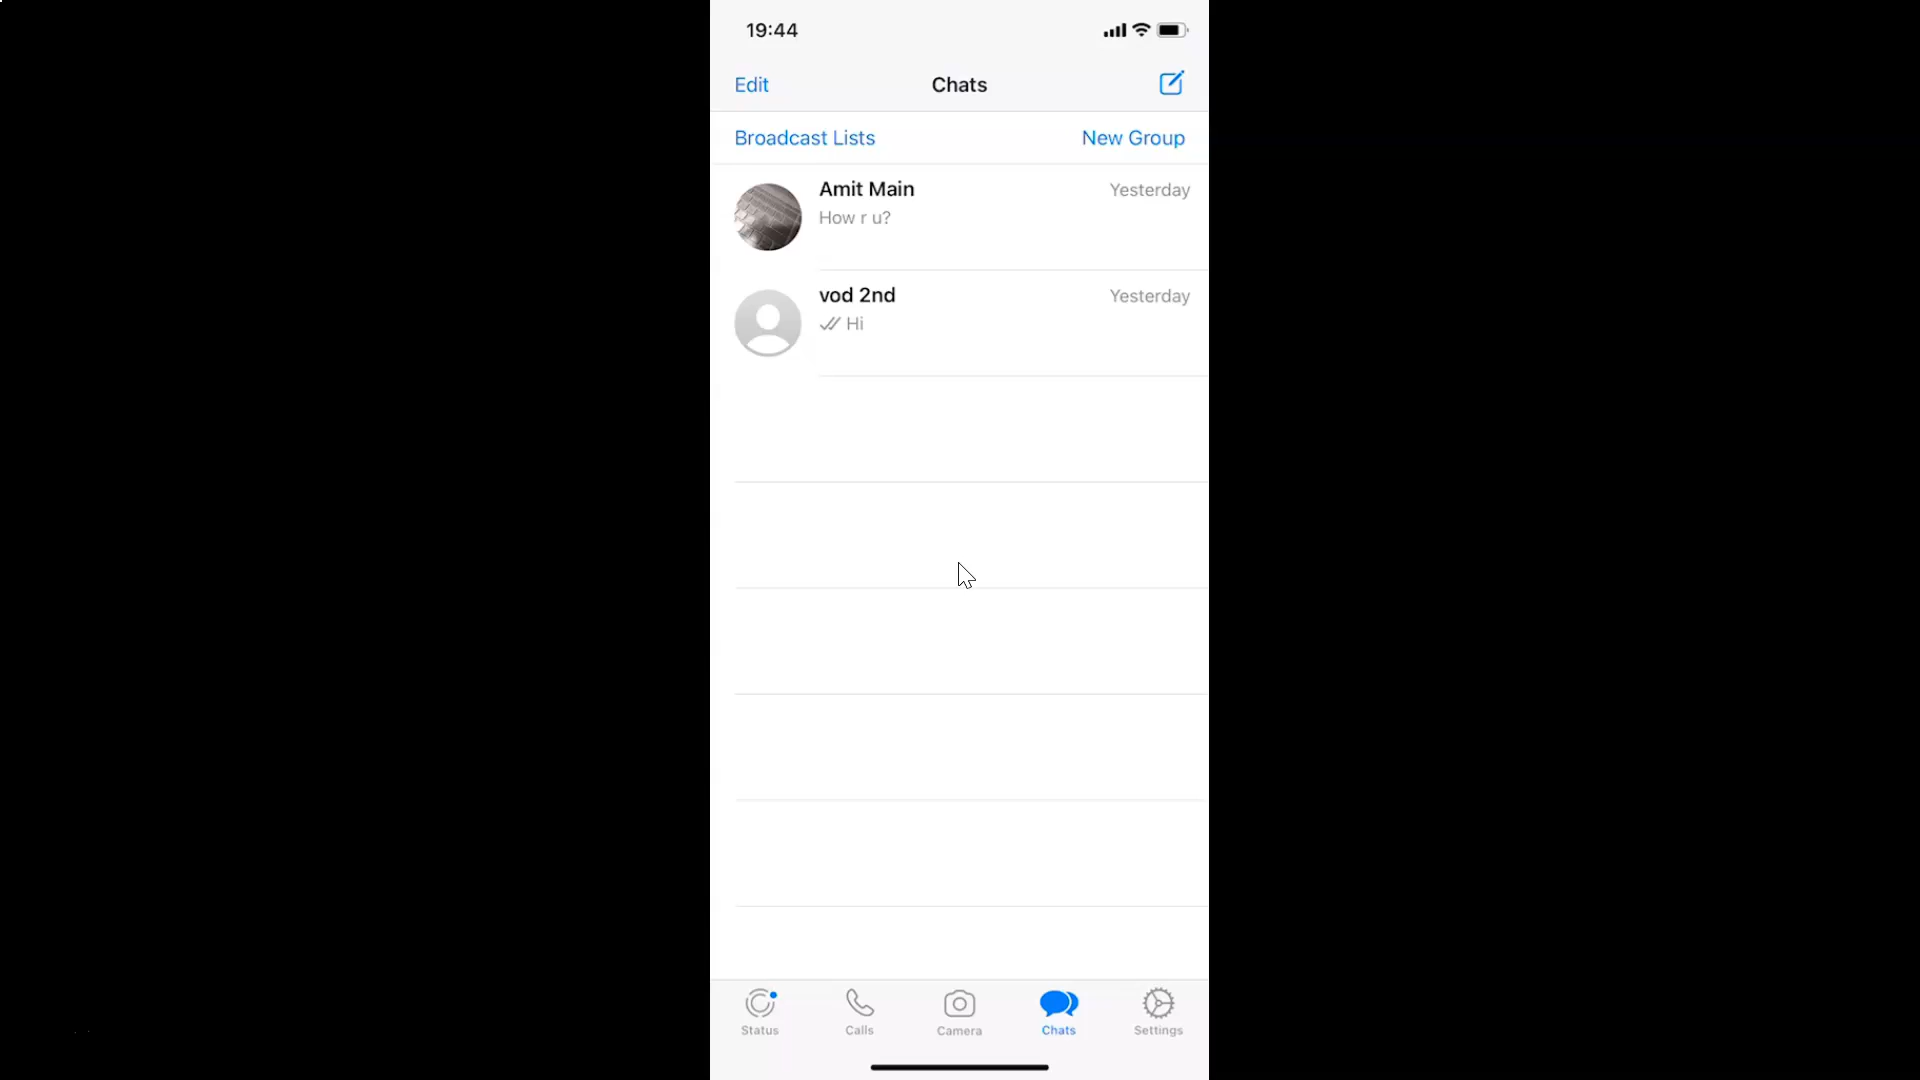 19:44
Edit
Chats
Broadcast Lists
New Group
Amit Main
Yesterday
How r u?
vod 2nd
Yesterday
Hi
Status
Calls
Camera
Chats
Settings